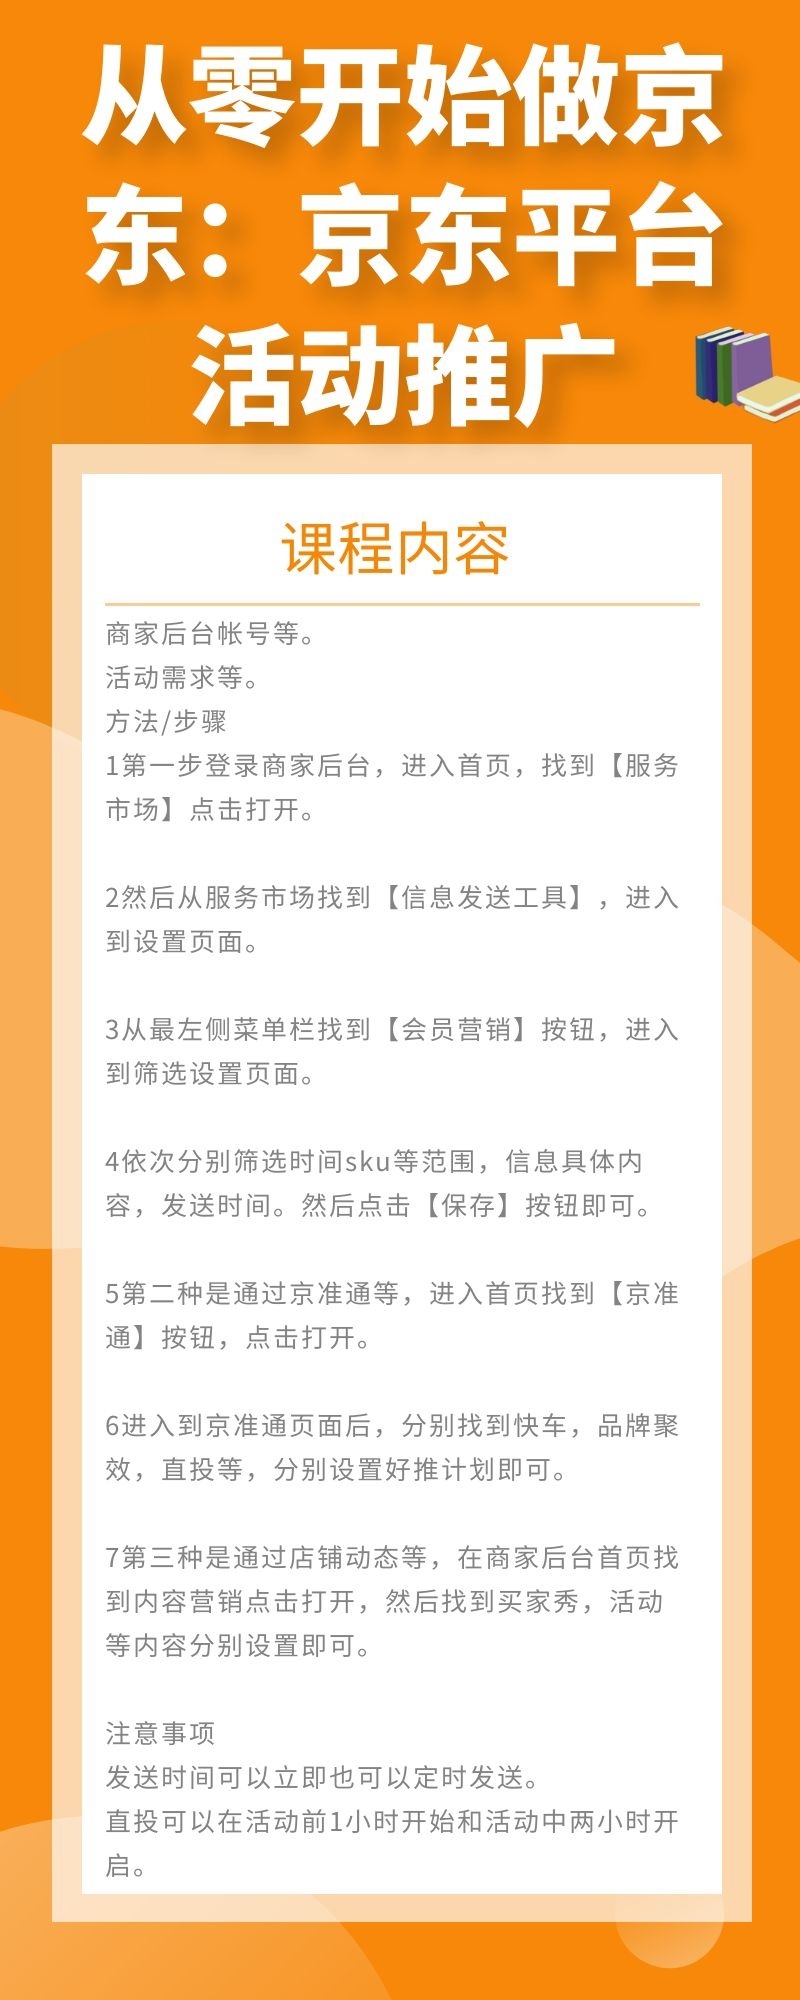 从零开始做京
东：京东平台
活动推广
课程内容
商家后台帐号等。
活动需求等。
方法/步骤
1第一步登录商家后台，进入首页，找到【服务
市场】点击打开。
2然后从服务市场找到【信息发送工具】，进入
到设置页面。
3从最左侧菜单栏找到【会员营销】按钮，进入
到筛选设置页面。
4依次分别筛选时间sku等范围，信息具体内
容，发送时间。然后点击【保存】按钮即可。
5第二种是通过京准通等，进入首页找到【京准
通】按钮，点击打开。
6进入到京准通页面后，分别找到快车，品牌聚
效，直投等，分别设置好推计划即可。
7第三种是通过店铺动态等，在商家后台首页找
到内容营销点击打开，然后找到买家秀，活动
等内容分别设置即可。
注意事项
发送时间可以立即也可以定时发送。
直投可以在活动前1小时开始和活动中两小时开
启。